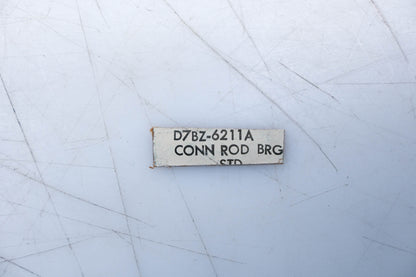 D7BZ-6211A
CONN ROD BRG
STD